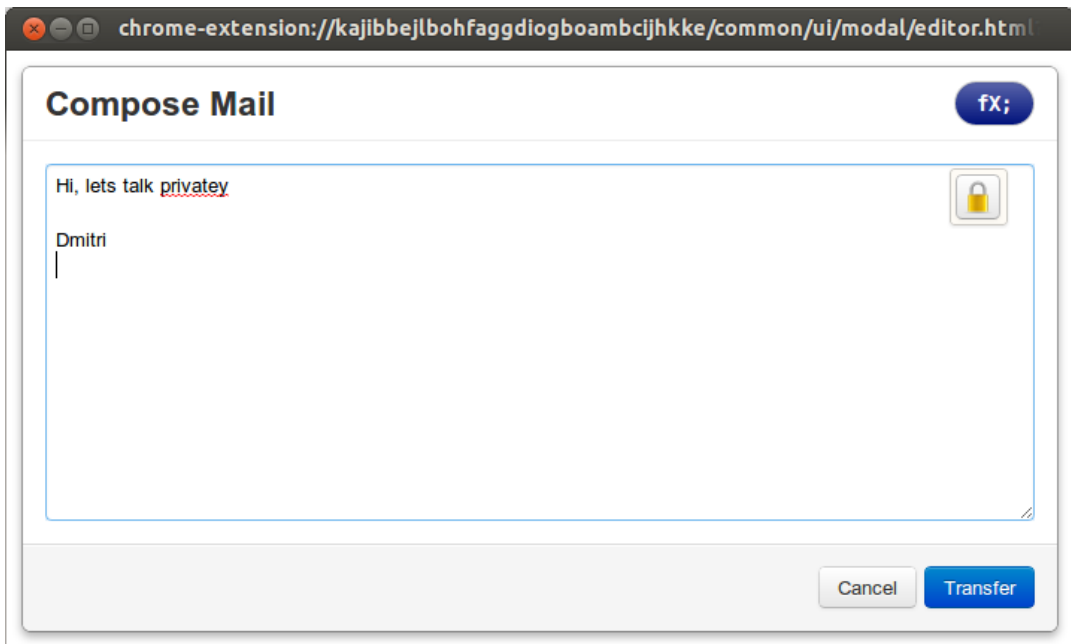 chrome-extension://kajibbejlbohfaggdiogboambcijhkke/common/ui/modal/editor.html
Compose Mail
fX;
Hi, lets talk privatey
Dmitri
Cancel
Transfer